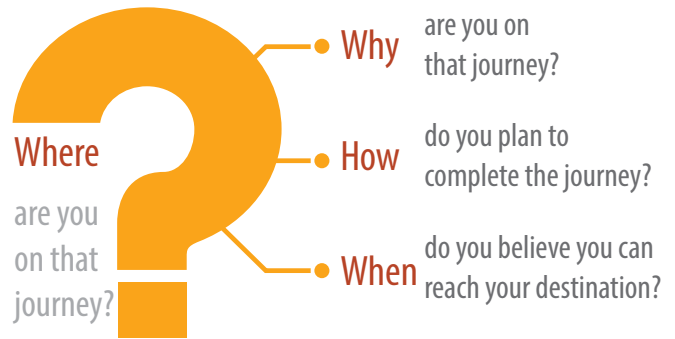 Where
are you
on that
journey?
Why
are you on
that journey?
How
do you plan to
complete the journey?
When
do you believe you can
reach your destination?